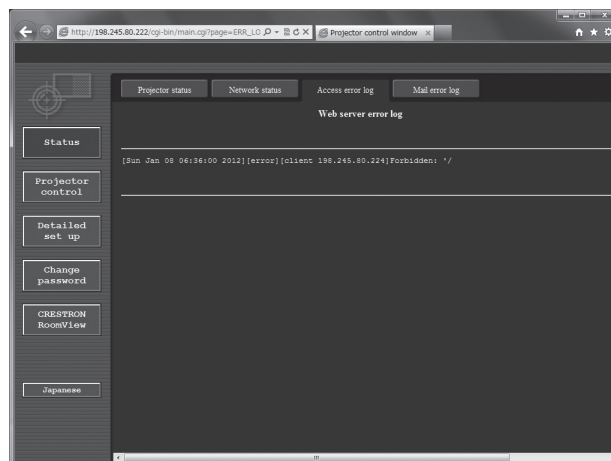 http://198.245.80.222/cgi-bin/main.cgi?page=ERR_LO
Projector control window
Projector status
Network status
Access error log
Mail error log
Web server error log
Status
[Sun Jan 08 06:36:00 2012][error][client 198.245.80.224]Forbidden: '/
Projector
control
Detailed
set up
Change
password
CRESTRON
RoomView
Japanese